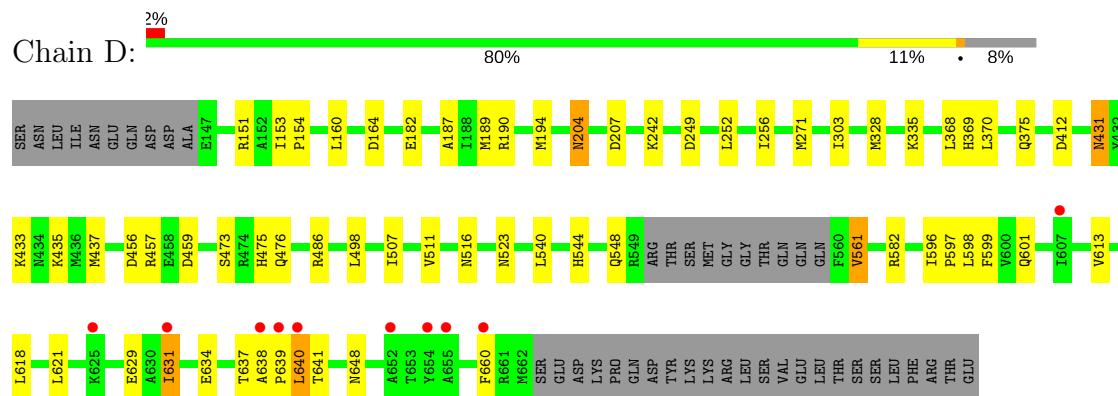 2%
Chain D:
80% 11% • 8%
SER ASN LEU ILE ASN GLU GLN ASP ASP ALA E147 R151 A152 I153 P154 L160 D164 E182 A187 I188 M189 R190 M194 N204 D207 K242 D249 L252 I256 M271 I303 M328 K335 L368 H369 L370 Q375 D412 N431 Y432
K433 N434 K435 M436 M437 D456 R457 E458 D459 S473 R474 H475 Q476 R486 L498 I507 V511 N516 N523 L540 H544 Q548 R549 ARG THR SER MET GLY GLY THR GLN GLN GLN F560 V561 R582 I596 P597 L598 F599 V600 Q601 I607 V613
L618 L621 K625 E629 A630 I631 E634 T637 A638 P639 L640 T641 N648 A652 T653 Y654 A655 F660 R661 M662 SER GLU ASP LYS PRO GLN ASP TYR LYS LYS ARG LEU SER VAL GLU LEU THR SER SER LEU PHE ARG THR GLU